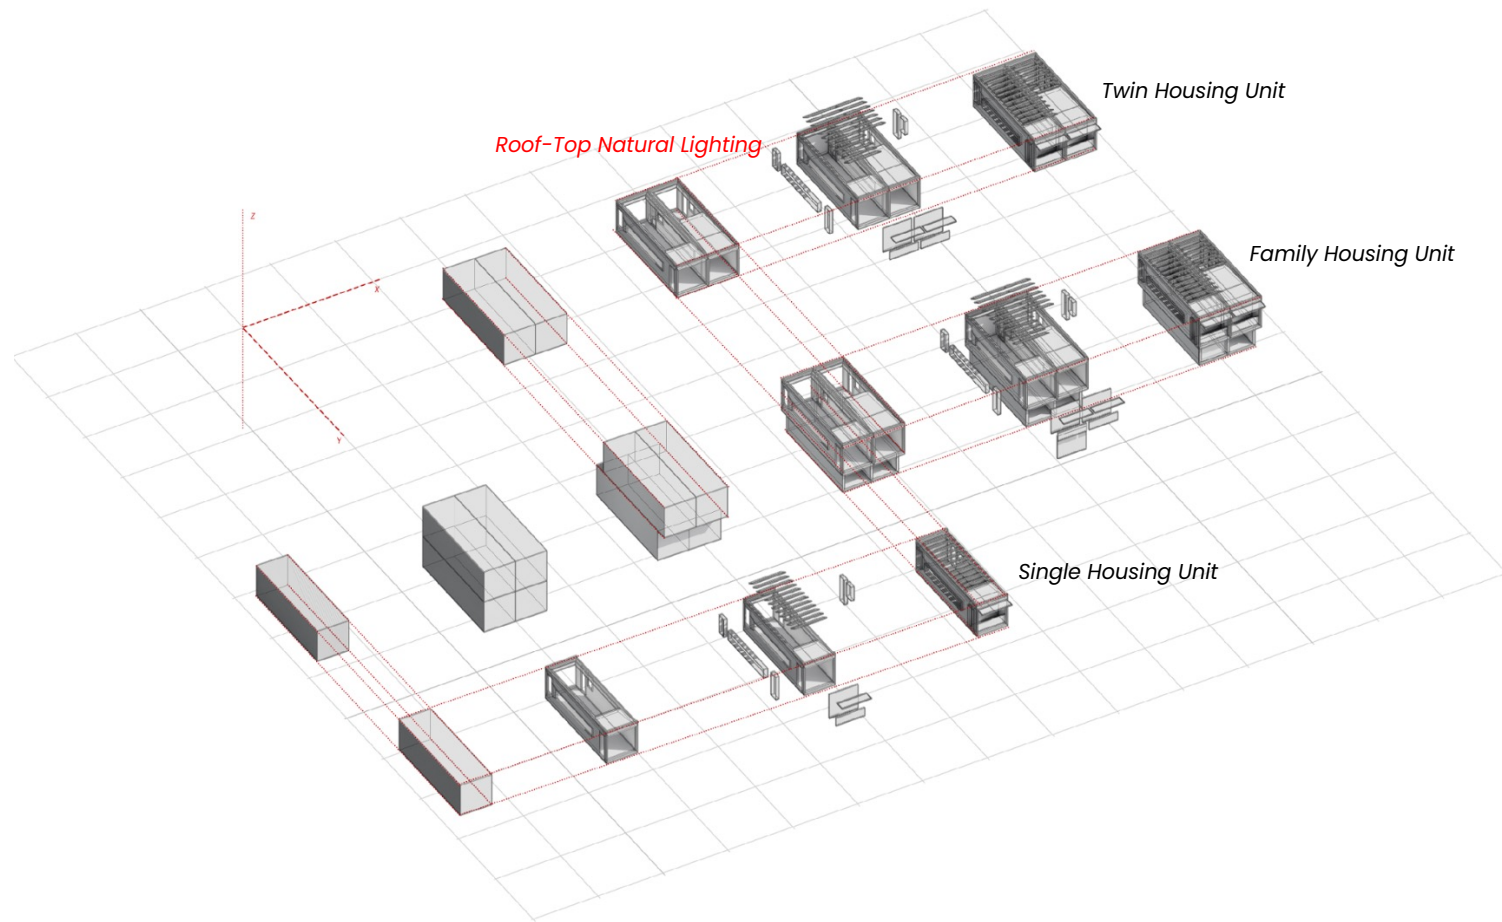 Twin Housing Unit
Roof-Top Natural Lighting
z
Family Housing Unit
x
y
Single Housing Unit